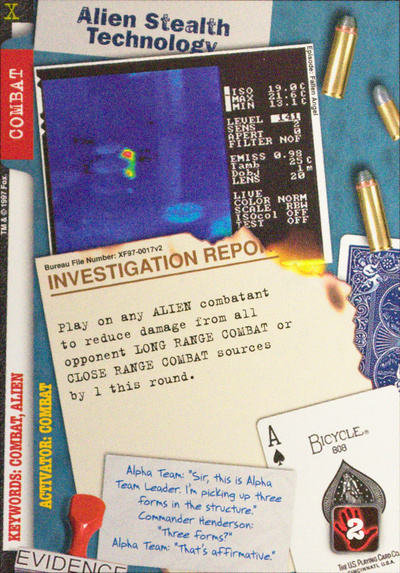 X
Alien Stealth
Technology
COMBAT
TM & © 1997 Fox.
Episode: Fallen Angel
ISO 19.0C
MAX 21.6C
MIN 13.1C
LEVEL 141
SENS 2
APERT 0
FILTER NOF
EMISS 0.98
Tamb 25 C
Dobj 1 m
LENS 20
LIVE
COLOR NORM
SCALE RBW
ISOcol OFF
TEST OFF
Bureau File Number: XF97-0017v2
INVESTIGATION REPO
Play on any ALIEN combatant
to reduce damage from all
opponent LONG RANGE COMBAT or
CLOSE RANGE COMBAT sources
by 1 this round.
KEYWORDS: COMBAT, ALIEN
ACTIVATOR: COMBAT
A
BICYCLE®
808
2
THE U.S. PLAYING CARD CO.
CINCINNATI, U.S.A.
Alpha Team: "Sir, this is Alpha
Team Leader. I'm picking up three
forms in the structure."
Commander Henderson:
"Three forms?"
Alpha Team: "That's affirmative."
EVIDENCE